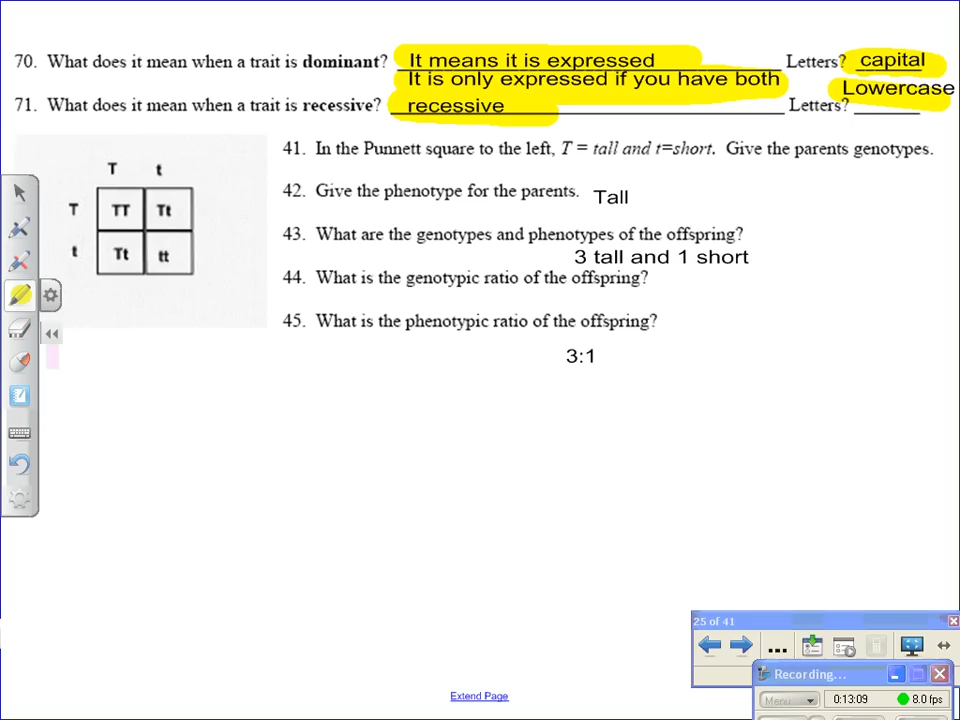 70. What does it mean when a trait is dominant? It means it is expressed Letters? capital
It is only expressed if you have both
Lowercase
71. What does it mean when a trait is recessive? recessive Letters?
41. In the Punnett square to the left, T = tall and t=short. Give the parents genotypes.
T t
42. Give the phenotype for the parents. Tall
T TT Tt
43. What are the genotypes and phenotypes of the offspring?
t Tt tt
3 tall and 1 short
44. What is the genotypic ratio of the offspring?
45. What is the phenotypic ratio of the offspring?
3:1
25 of 41
...
Recording...
Menu 0:13:09 8.0 fps
Extend Page